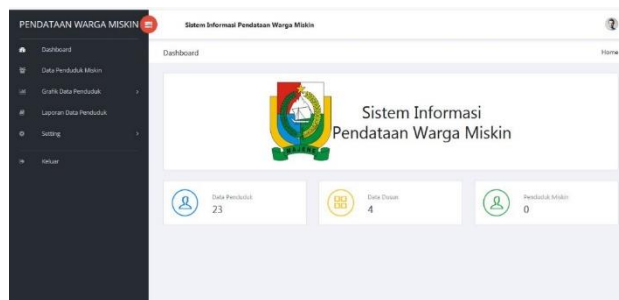 PENDATAAN WARGA MISKIN
Sistem Informasi Pendataan Warga Miskin
Dashboard
Data Penduduk Miskin
Grafik Data Penduduk
Laporan Data Penduduk
Setting
Keluar
Dashboard
Home
Sistem Informasi
Pendataan Warga Miskin
MAJENE
Data Penduduk
23
Data Dusun
4
Penduduk Miskin
0